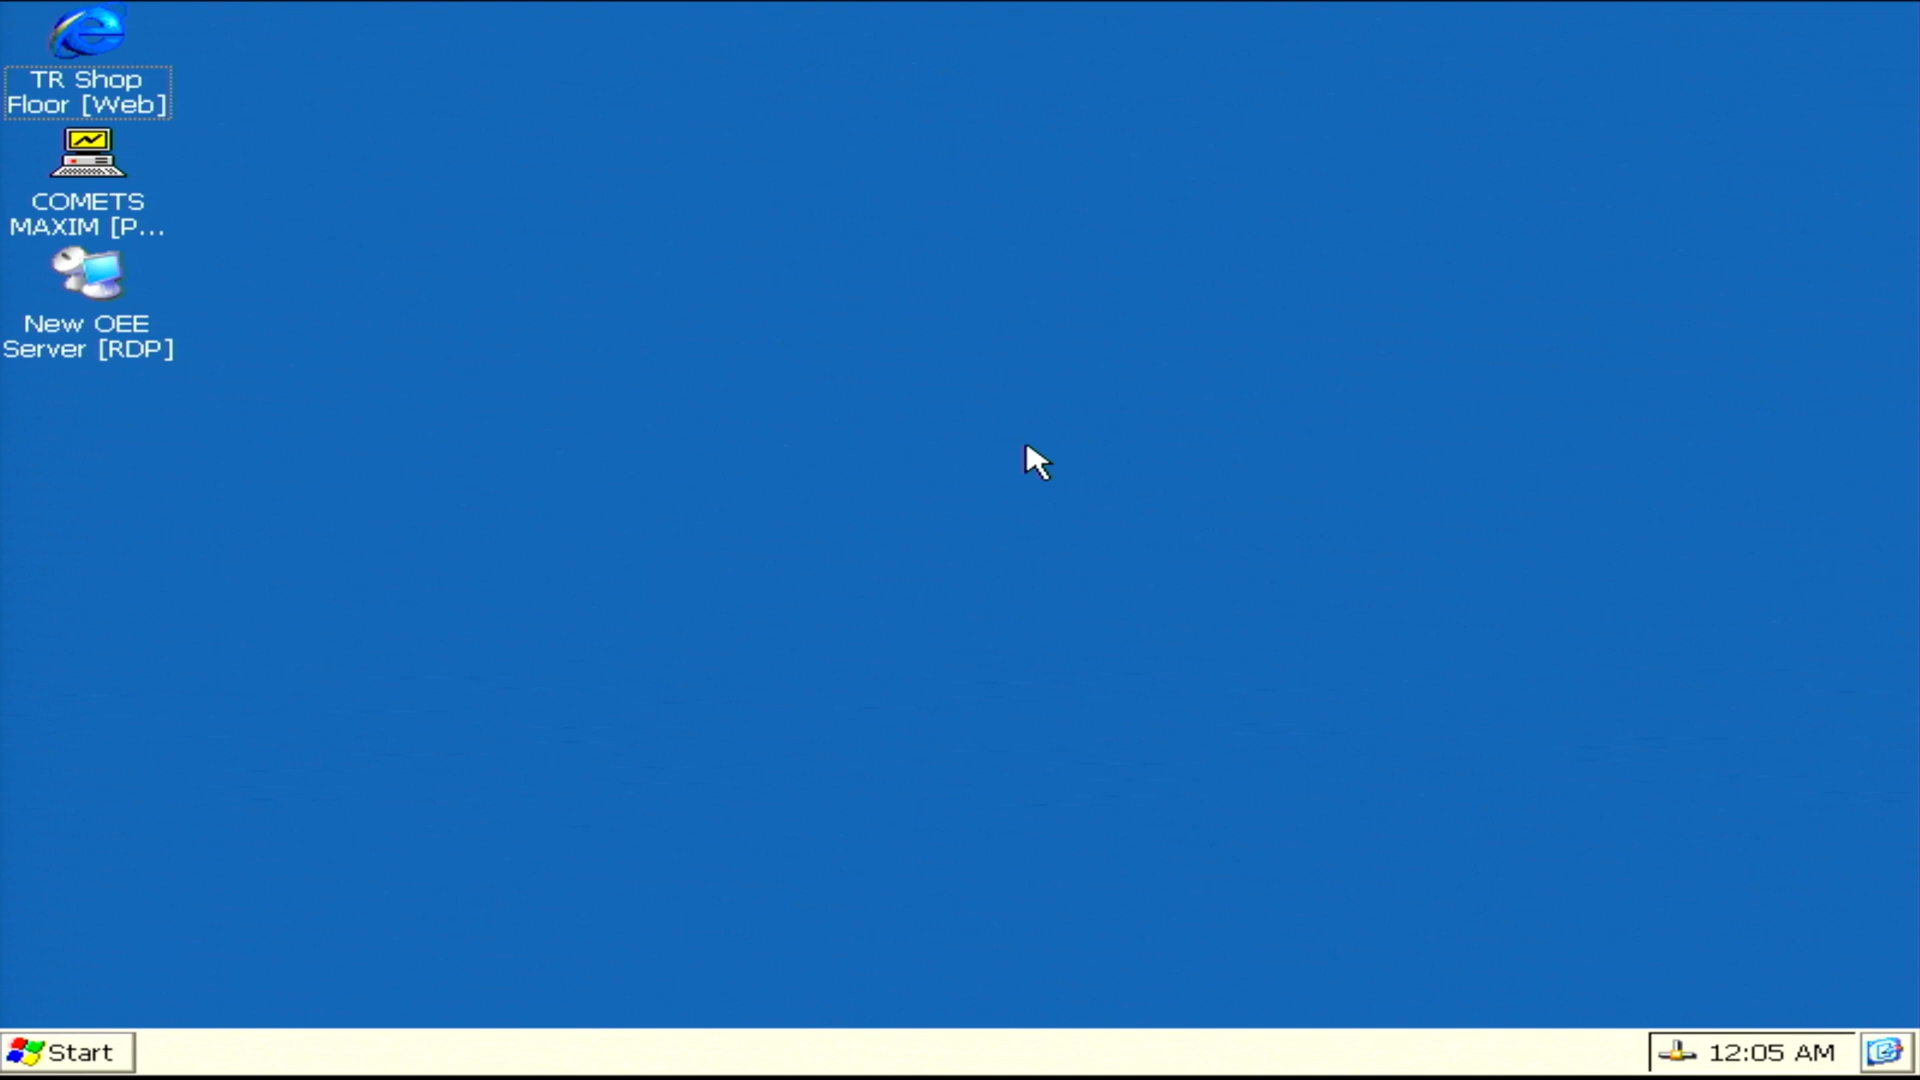 TR Shop
Floor [Web]
COMETS
MAXIM [P...
New OEE
Server [RDP]
Start
12:05 AM